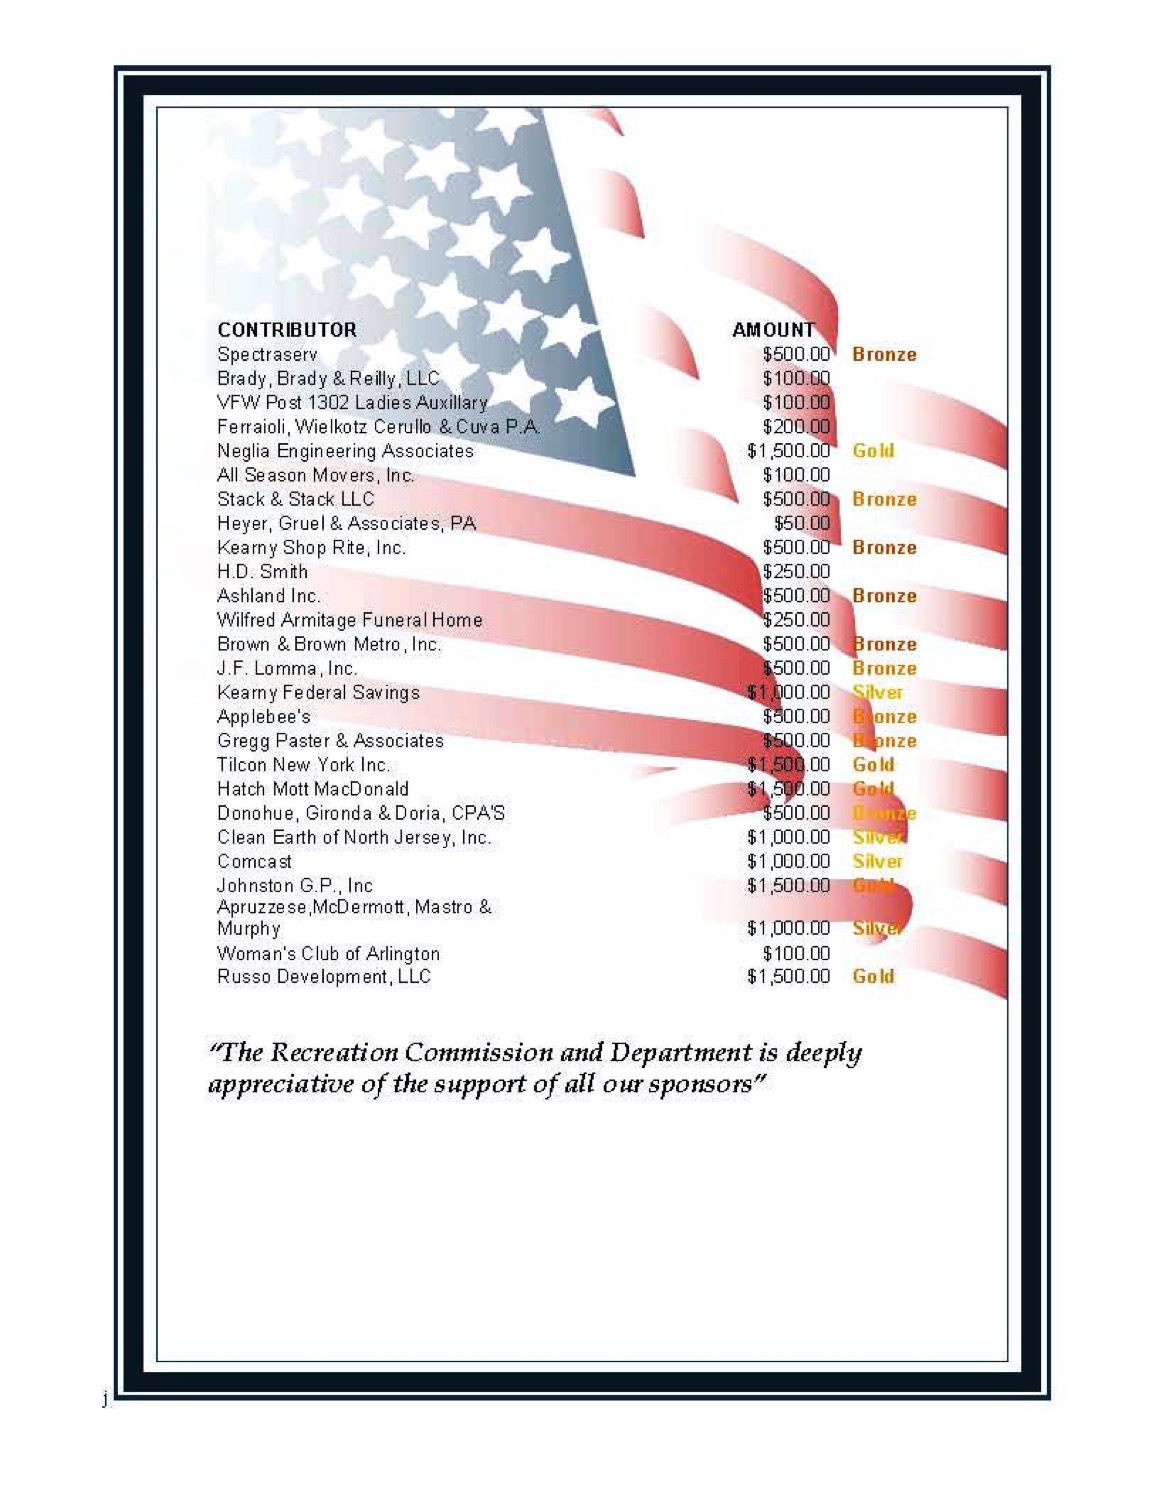 CONTRIBUTOR AMOUNT
Spectraserv $500.00 Bronze
Brady, Brady & Reilly, LLC $100.00
VFW Post 1302 Ladies Auxillary $100.00
Ferraioli, Wielkotz Cerullo & Cuva P.A. $200.00
Neglia Engineering Associates $1,500.00 Gold
All Season Movers, Inc. $100.00
Stack & Stack LLC $500.00 Bronze
Heyer, Gruel & Associates, PA $50.00
Kearny Shop Rite, Inc. $500.00 Bronze
H.D. Smith $250.00
Ashland Inc. $500.00 Bronze
Wilfred Armitage Funeral Home $250.00
Brown & Brown Metro, Inc. $500.00 Bronze
J.F. Lomma, Inc. $500.00 Bronze
Kearny Federal Savings $1,000.00 Silver
Applebee's $500.00 Bronze
Gregg Paster & Associates $500.00 Bronze
Tilcon New York Inc. $1,500.00 Gold
Hatch Mott MacDonald $1,500.00 Gold
Donohue, Gironda & Doria, CPA'S $500.00 Bronze
Clean Earth of North Jersey, Inc. $1,000.00 Silver
Comcast $1,000.00 Silver
Johnston G.P., Inc $1,500.00 Gold
Apruzzese,McDermott, Mastro &
Murphy $1,000.00 Silver
Woman's Club of Arlington $100.00
Russo Development, LLC $1,500.00 Gold
"The Recreation Commission and Department is deeply
appreciative of the support of all our sponsors"
j